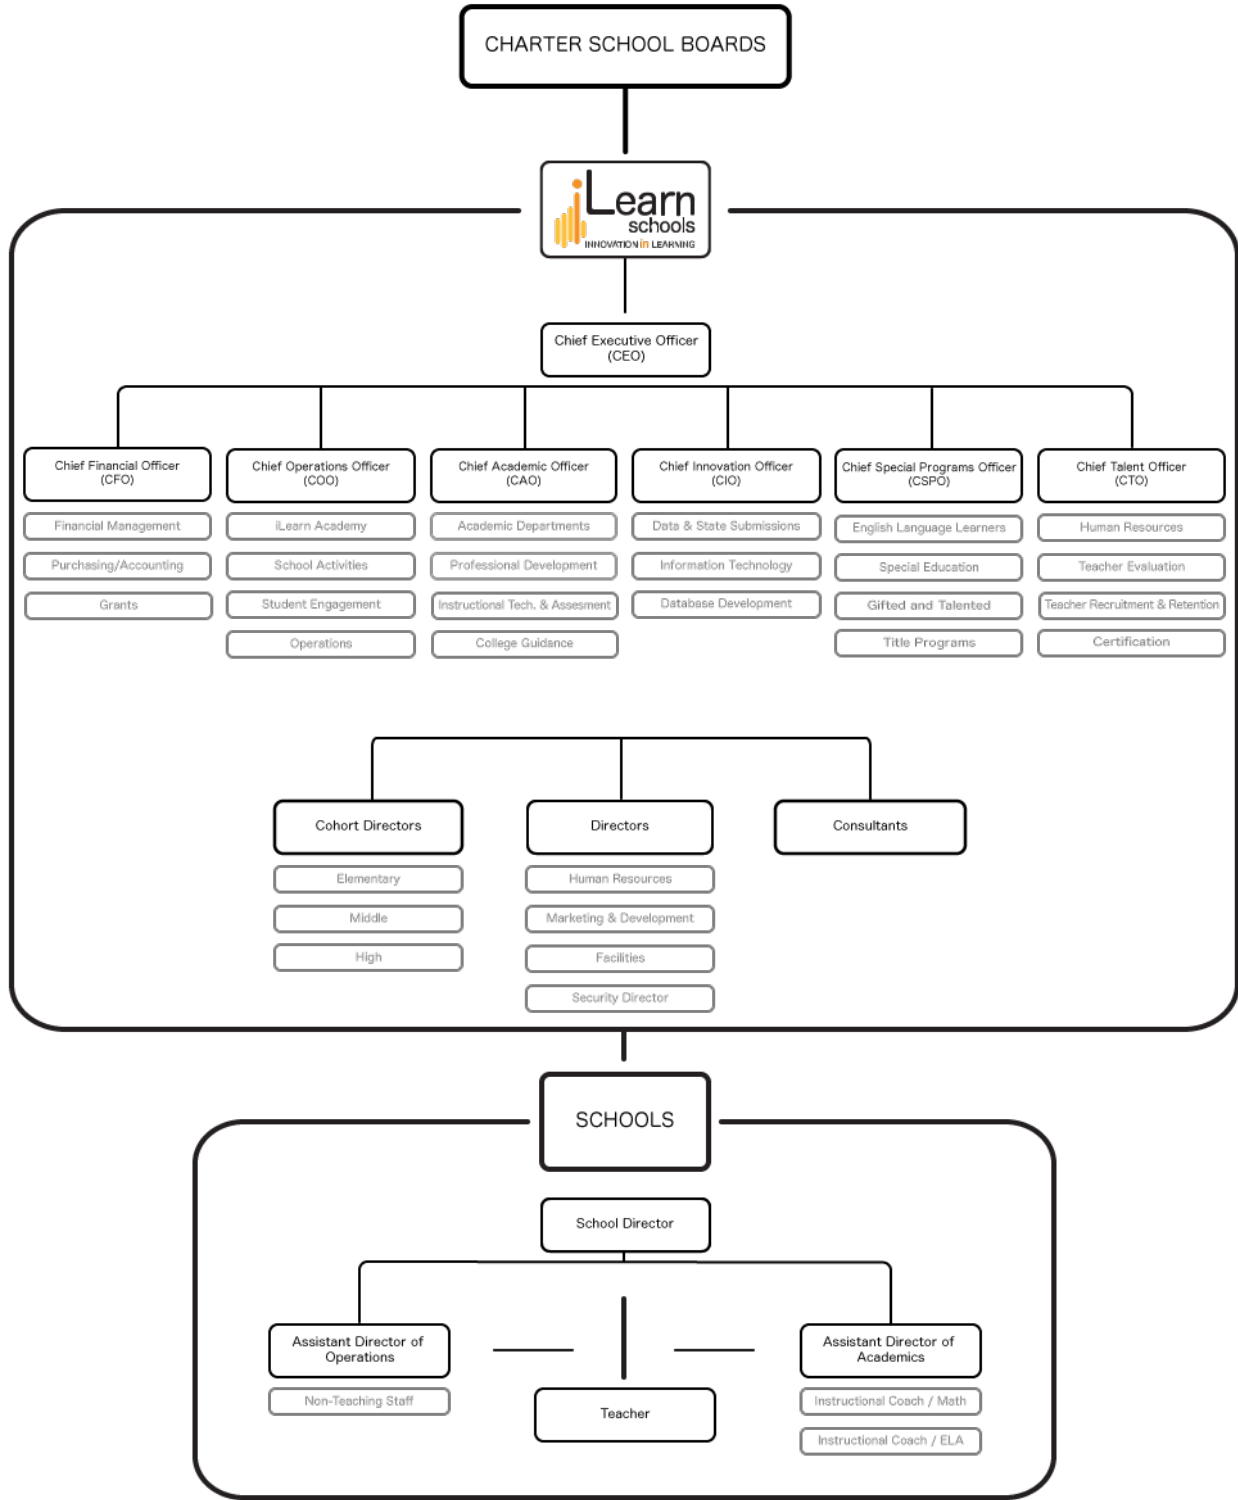 CHARTER SCHOOL BOARDS
iLearn
schools
INNOVATION in LEARNING
Chief Executive Officer
(CEO)
Chief Financial Officer
(CFO)
Financial Management
Purchasing/Accounting
Grants
Chief Operations Officer
(COO)
iLearn Academy
School Activities
Student Engagement
Operations
Chief Academic Officer
(CAO)
Academic Departments
Professional Development
Instructional Tech. & Assesment
College Guidance
Chief Innovation Officer
(CIO)
Data & State Submissions
Information Technology
Database Development
Chief Special Programs Officer
(CSPO)
English Language Learners
Special Education
Gifted and Talented
Title Programs
Chief Talent Officer
(CTO)
Human Resources
Teacher Evaluation
Teacher Recruitment & Retention
Certification
Cohort Directors
Elementary
Middle
High
Directors
Human Resources
Marketing & Development
Facilities
Security Director
Consultants
SCHOOLS
School Director
Assistant Director of
Operations
Non-Teaching Staff
Teacher
Assistant Director of
Academics
Instructional Coach / Math
Instructional Coach / ELA